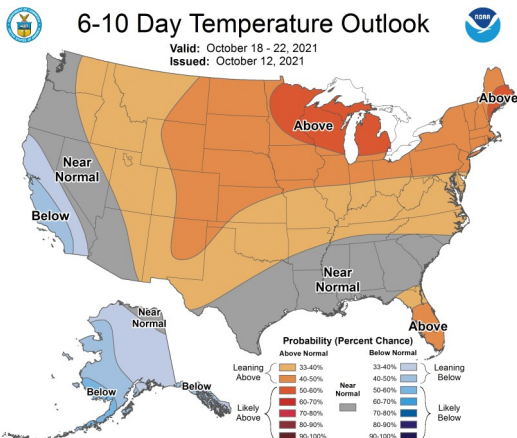 6-10 Day Temperature Outlook
NOAA
Valid: October 18 - 22, 2021
Issued: October 12, 2021
Above
Above
Near
Normal
Below
Near
Normal
Above
Near
Normal
Below
Below
Probability (Percent Chance)
Above Normal
Below Normal
Leaning
Above
33-40%
40-50%
33-40%
40-50%
Leaning
Below
Near
Normal
Likely
Above
50-60%
60-70%
70-80%
80-90%
90-100%
50-60%
60-70%
70-80%
80-90%
90-100%
Likely
Below